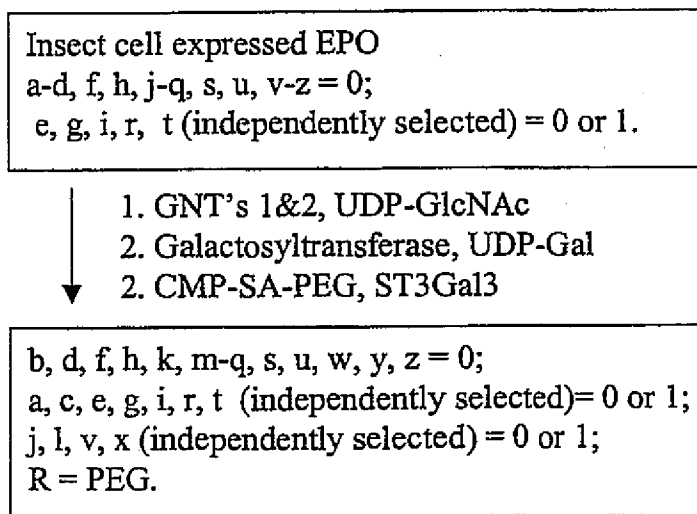 Insect cell expressed EPO
a-d, f, h, j-q, s, u, v-z = 0;
e, g, i, r, t (independently selected) = 0 or 1.
1. GNT's 1&2, UDP-GlcNAc
2. Galactosyltransferase, UDP-Gal
2. CMP-SA-PEG, ST3Gal3
b, d, f, h, k, m-q, s, u, w, y, z = 0;
a, c, e, g, i, r, t (independently selected)= 0 or 1;
j, l, v, x (independently selected) = 0 or 1;
R = PEG.